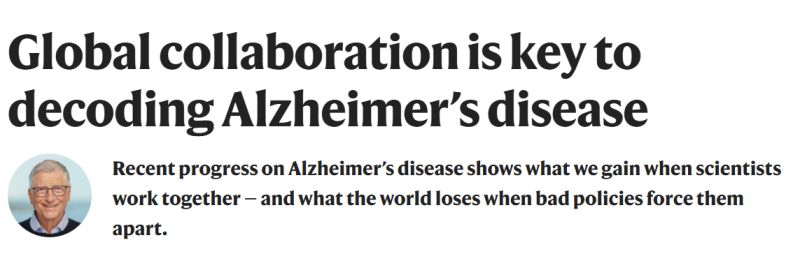 Global collaboration is key to
decoding Alzheimer’s disease
Recent progress on Alzheimer’s disease shows what we gain when scientists
work together – and what the world loses when bad policies force them
apart.